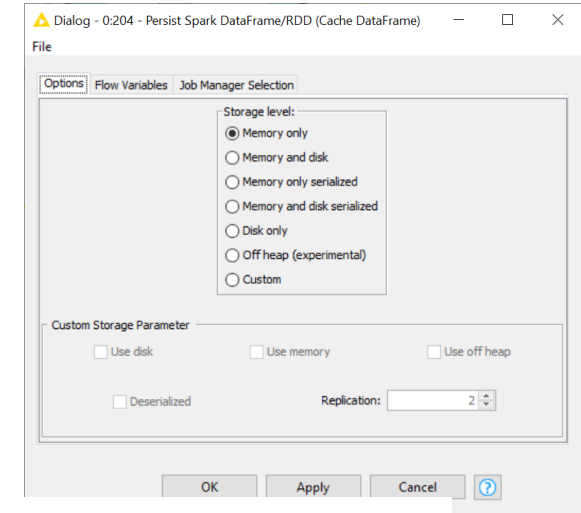 Dialog - 0:204 - Persist Spark DataFrame/RDD (Cache DataFrame)
File
Options Flow Variables Job Manager Selection
Storage level:
Memory only
Memory and disk
Memory only serialized
Memory and disk serialized
Disk only
Off heap (experimental)
Custom
Custom Storage Parameter
Use disk Use memory Use off heap
Deserialized Replication: 2
OK Apply Cancel ?